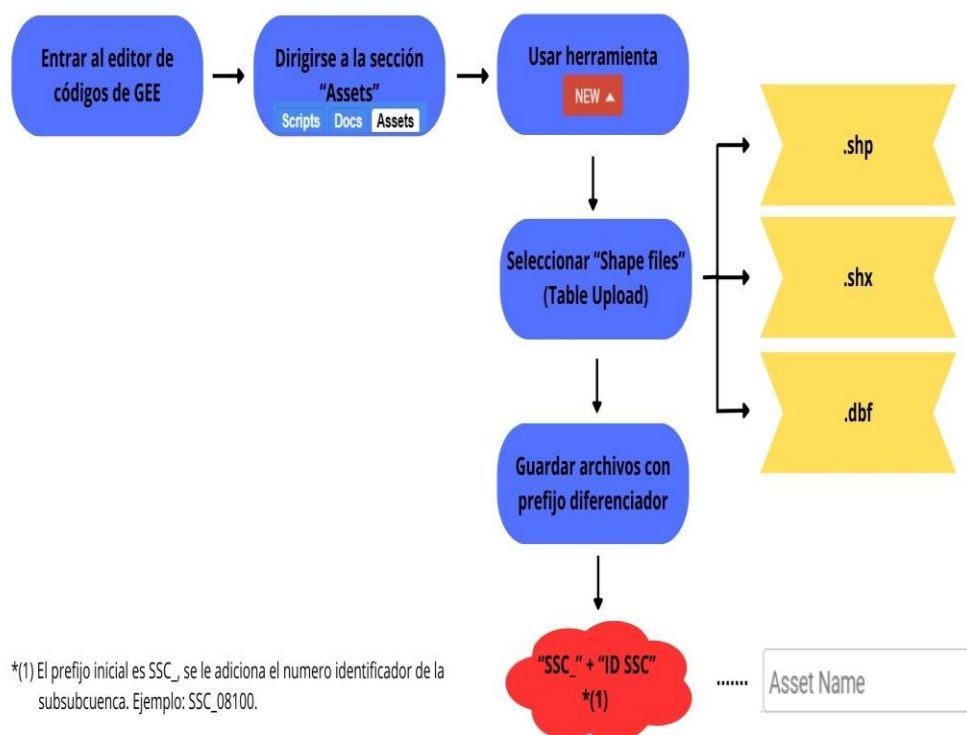 Entrar al editor de
códigos de GEE
Dirigirse a la sección
“Assets”
Scripts Docs Assets
Usar herramienta
NEW
.shp
Seleccionar “Shape files”
(Table Upload)
.shx
.dbf
Guardar archivos con
prefijo diferenciador
“SSC_” + “ID SSC”
*(1)
....... Asset Name
*(1) El prefijo inicial es SSC_, se le adiciona el numero identificador de la
subsubcuenca. Ejemplo: SSC_08100.